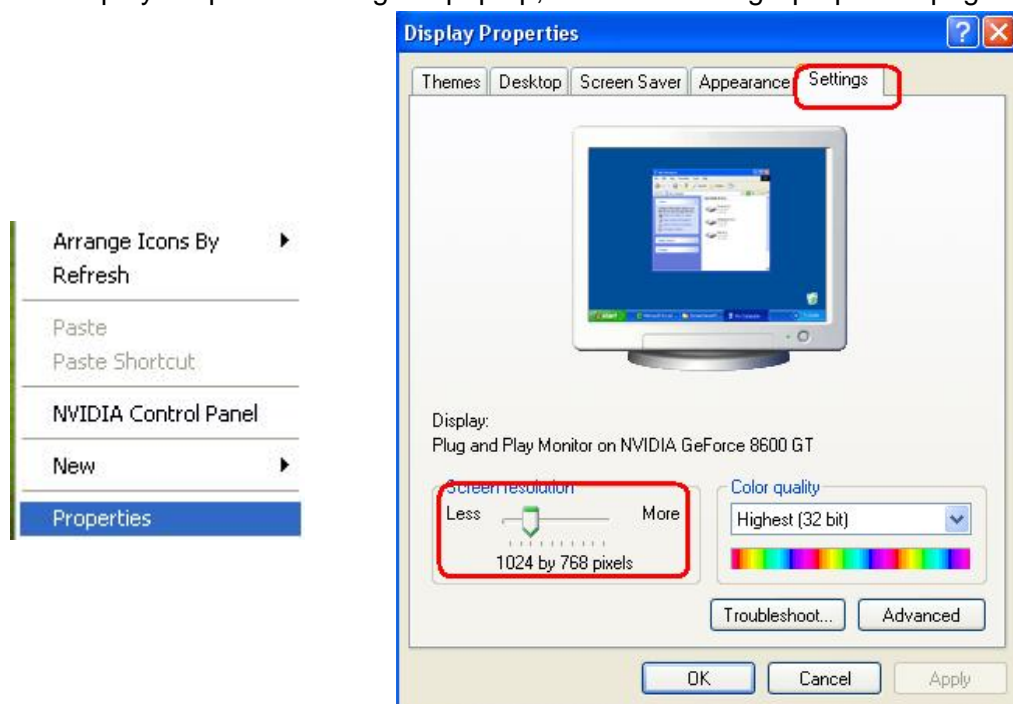 Display Properties
Themes Desktop Screen Saver Appearance Settings
Arrange Icons By
Refresh
Paste
Paste Shortcut
NVIDIA Control Panel
New
Properties
Display:
Plug and Play Monitor on NVIDIA GeForce 8600 GT
Screen resolution
Less More
1024 by 768 pixels
Color quality
Highest (32 bit)
Troubleshoot... Advanced
OK Cancel Apply